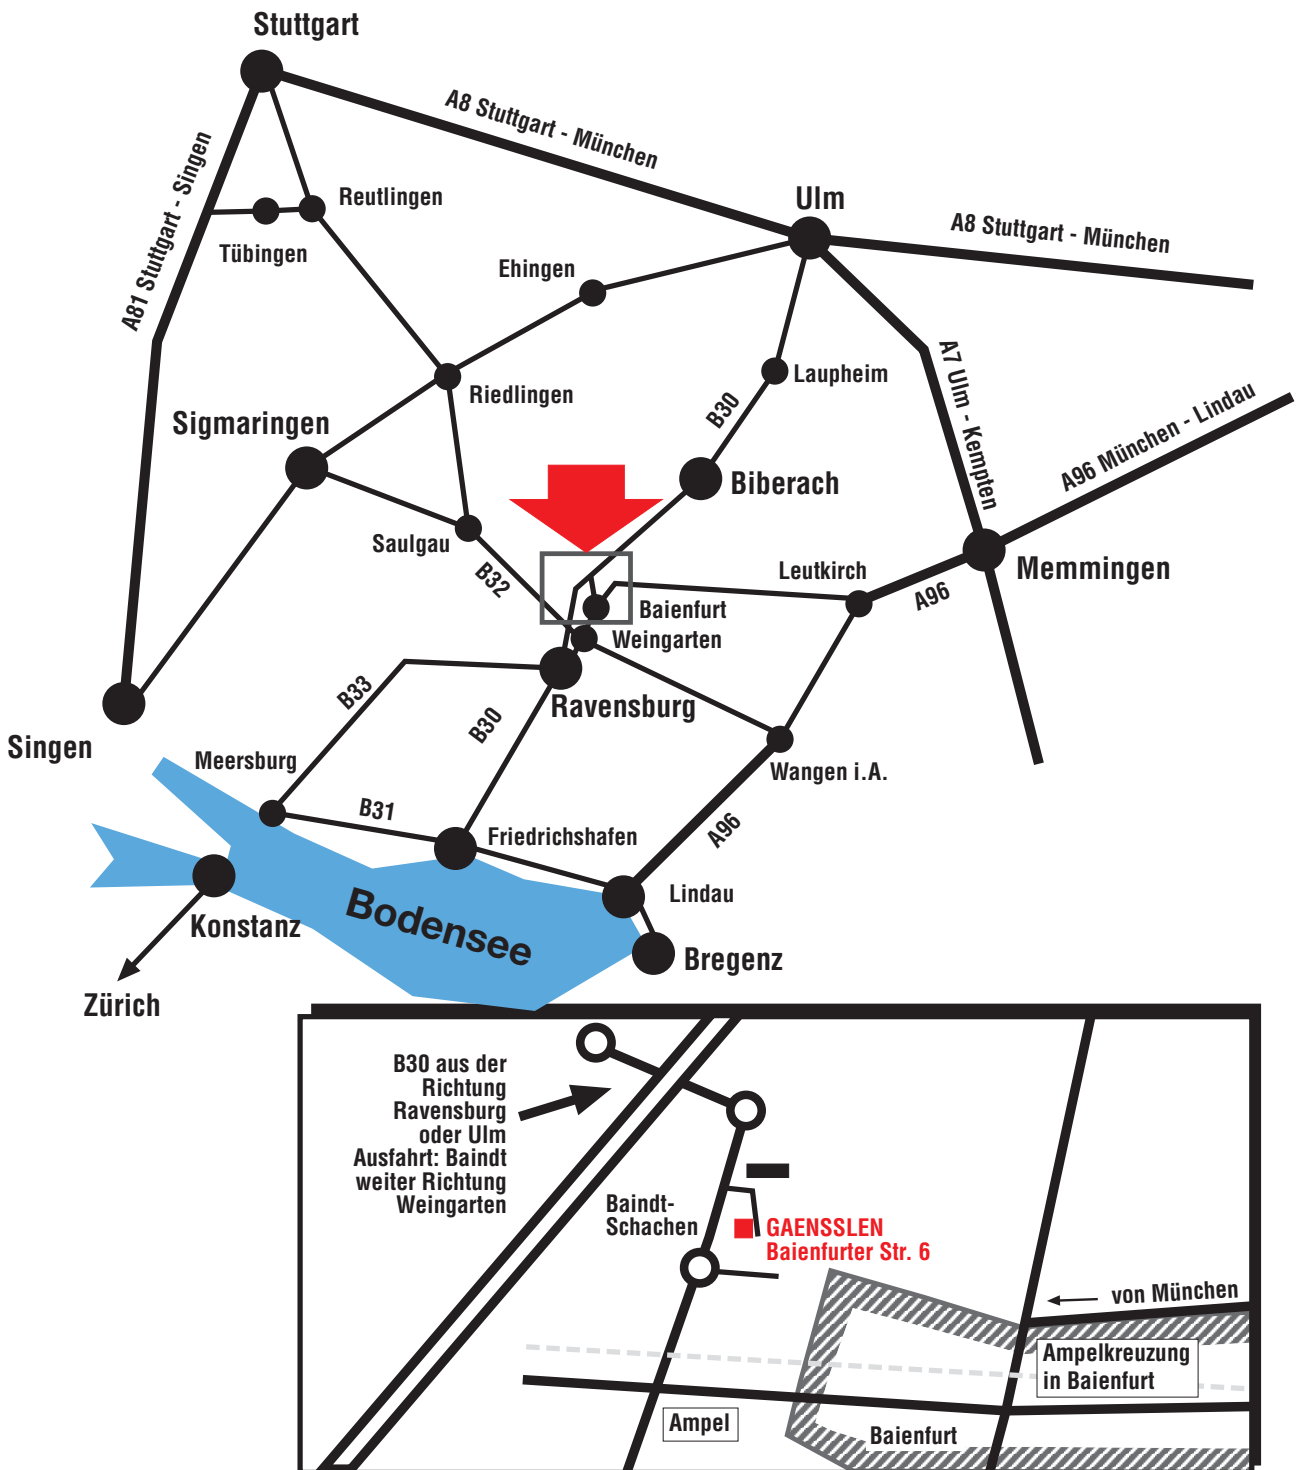 Stuttgart
A8 Stuttgart - München
A81 Stuttgart - Singen
Reutlingen
Tübingen
Ulm
A8 Stuttgart - München
Ehingen
Laupheim
A7 Ulm - Kempten
A96 München - Lindau
Riedlingen
B30
Sigmaringen
Biberach
Saulgau
B32
Leutkirch
Memmingen
A96
Baienfurt
Weingarten
B33
B30
Ravensburg
Singen
Meersburg
Wangen i.A.
B31
A96
Friedrichshafen
Lindau
Bodensee
Konstanz
Bregenz
Zürich
B30 aus der
Richtung
Ravensburg
oder Ulm
Ausfahrt: Baindt
weiter Richtung
Weingarten
Baindt-
Schachen
GAENSSLEN
Baienfurter Str. 6
von München
Ampelkreuzung
in Baienfurt
Ampel
Baienfurt